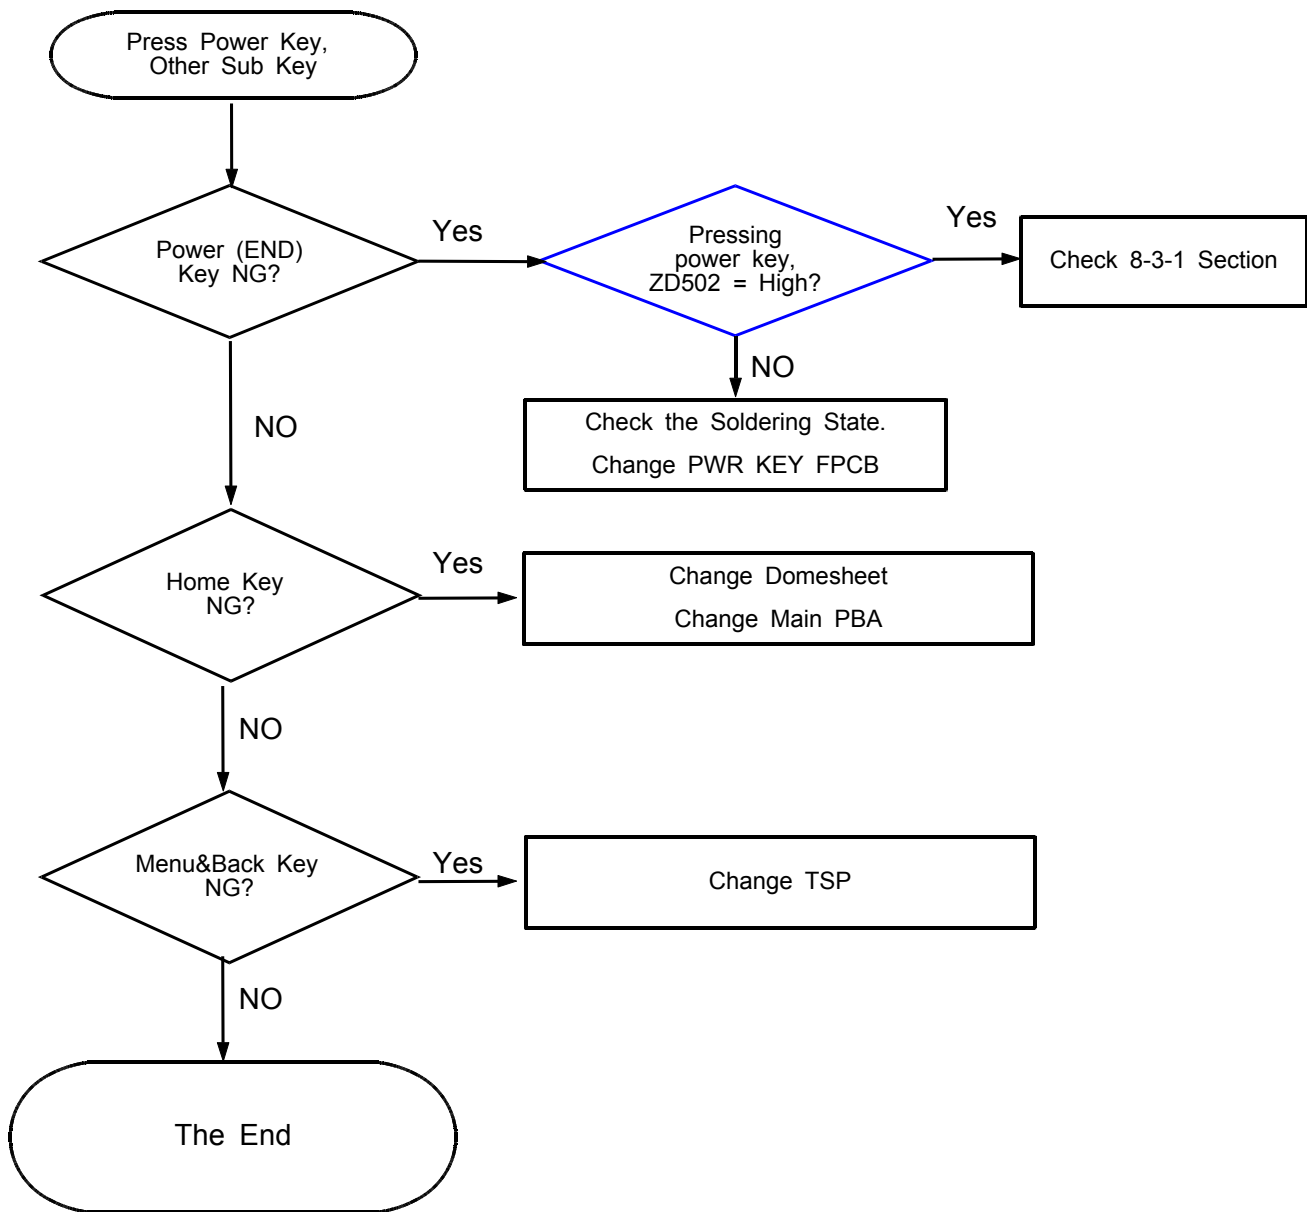 Press Power Key,
Other Sub Key
Power (END)
Key NG?
Yes
Pressing
power key,
ZD502 = High?
Yes
Check 8-3-1 Section
NO
Check the Soldering State.
Change PWR KEY FPCB
NO
Home Key
NG?
Yes
Change Domesheet
Change Main PBA
NO
Menu&Back Key
NG?
Yes
Change TSP
NO
The End